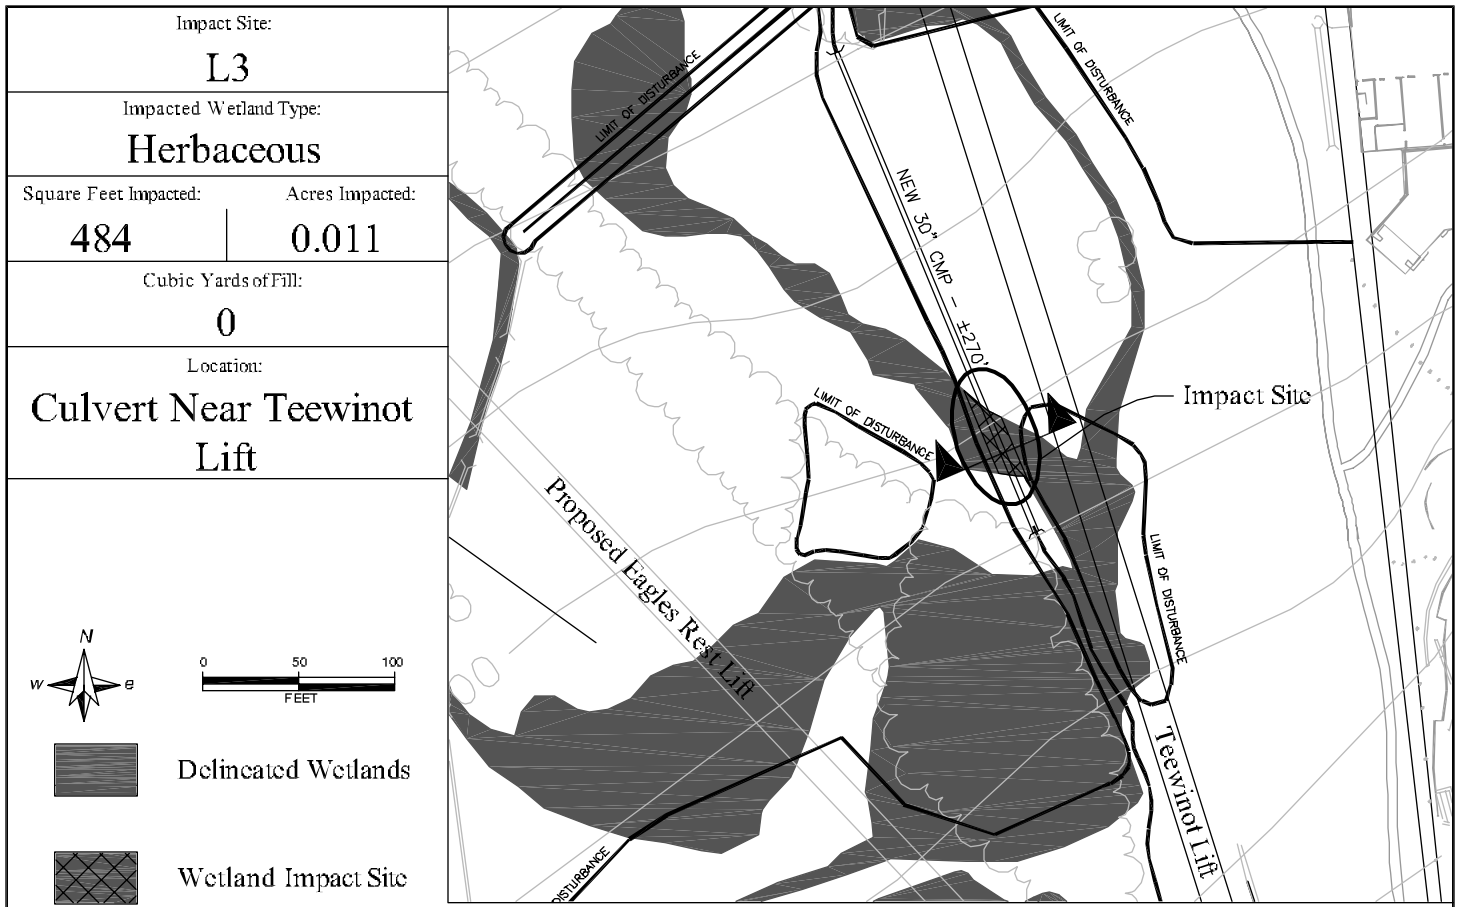 Impact Site:
L3
Impacted Wetland Type:
Herbaceous
Square Feet Impacted:
Acres Impacted:
484
0.011
Cubic Yards of Fill:
0
Location:
Culvert Near Teewinot
Lift
N
w
e
0 50 100
FEET
Delineated Wetlands
Wetland Impact Site
LIMIT OF DISTURBANCE
LIMIT OF DISTURBANCE
NEW 30" CMP - ±270'
Impact Site
LIMIT OF DISTURBANCE
Proposed Eagles Rest Lift
LIMIT OF DISTURBANCE
Teewinot Lift
DISTURBANCE